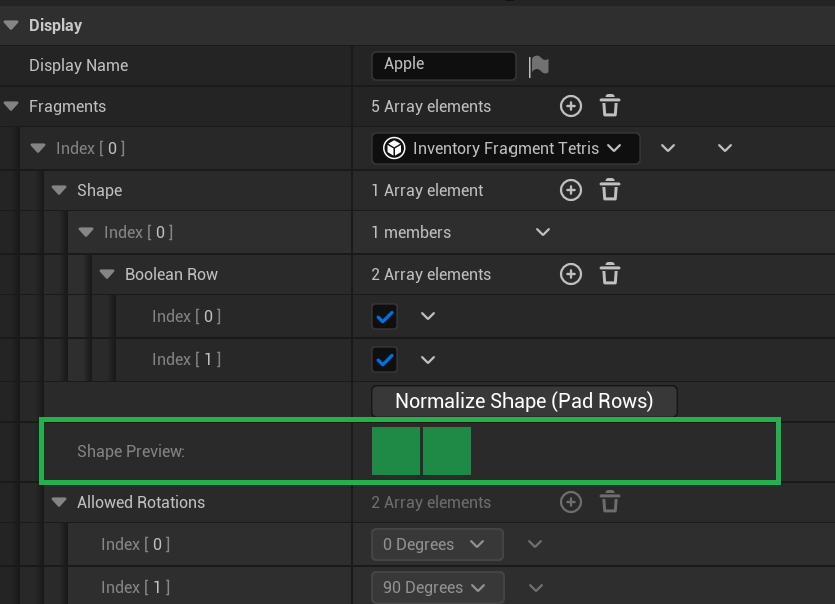 Display
Display Name Apple
Fragments 5 Array elements
Index [ 0 ] Inventory Fragment Tetris
Shape 1 Array element
Index [ 0 ] 1 members
Boolean Row 2 Array elements
Index [ 0 ]
Index [ 1 ]
Normalize Shape (Pad Rows)
Shape Preview:
Allowed Rotations 2 Array elements
Index [ 0 ] 0 Degrees
Index [ 1 ] 90 Degrees